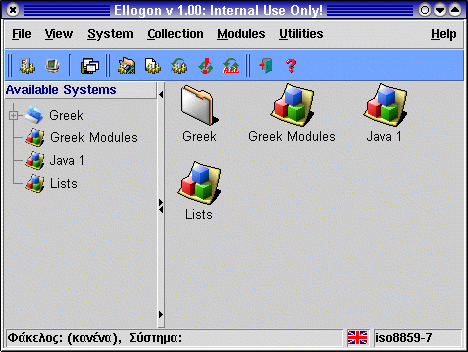 Ellogon v 1.00: Internal Use Only!
File View System Collection Modules Utilities Help
ALL
Available Systems
Greek
Greek Modules
Java 1
Lists
Greek
Greek Modules
Java 1
Lists
Φάκελος: (κανένα), Σύστημα:
iso8859-7